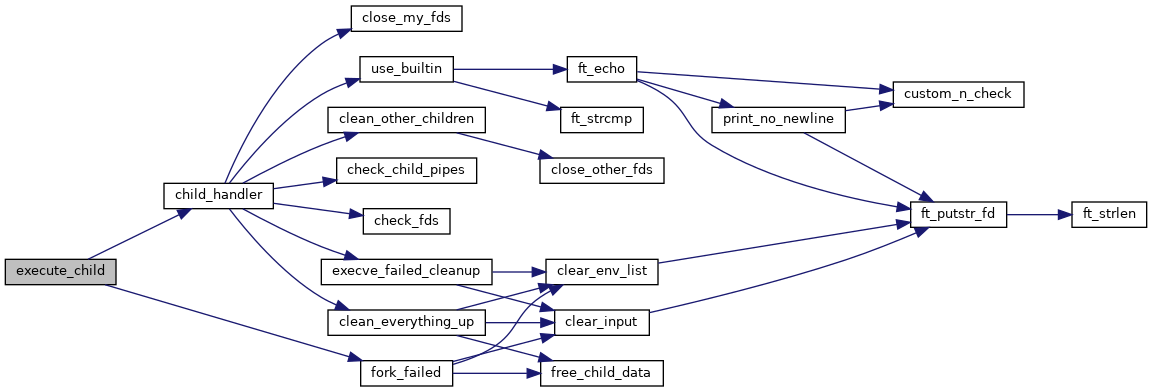 close_my_fds
use_builtin
ft_echo
custom_n_check
clean_other_children
ft_strcmp
print_no_newline
check_child_pipes
close_other_fds
child_handler
check_fds
ft_putstr_fd
ft_strlen
execute_child
execve_failed_cleanup
clear_env_list
clean_everything_up
clear_input
fork_failed
free_child_data